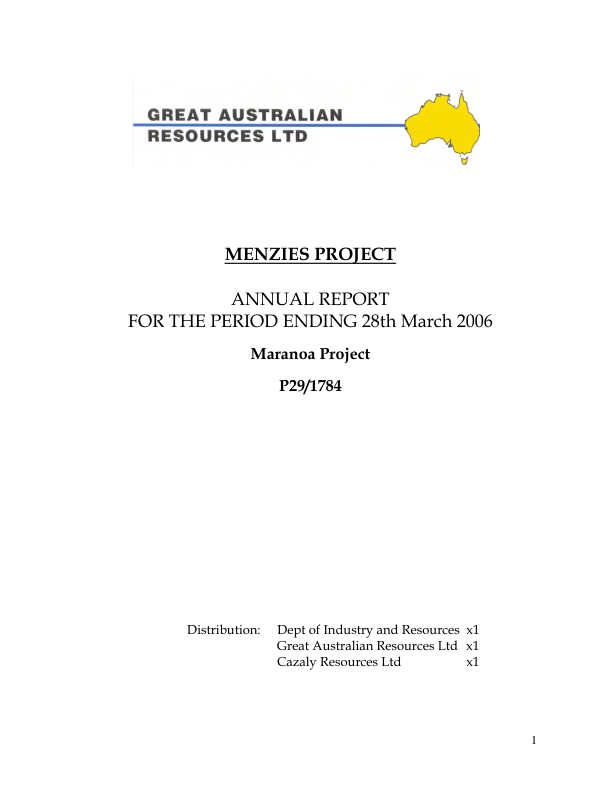 GREAT AUSTRALIAN
RESOURCES LTD
MENZIES PROJECT
ANNUAL REPORT
FOR THE PERIOD ENDING 28th March 2006
Maranoa Project
P29/1784
Distribution: Dept of Industry and Resources x1
Great Australian Resources Ltd x1
Cazaly Resources Ltd x1
1